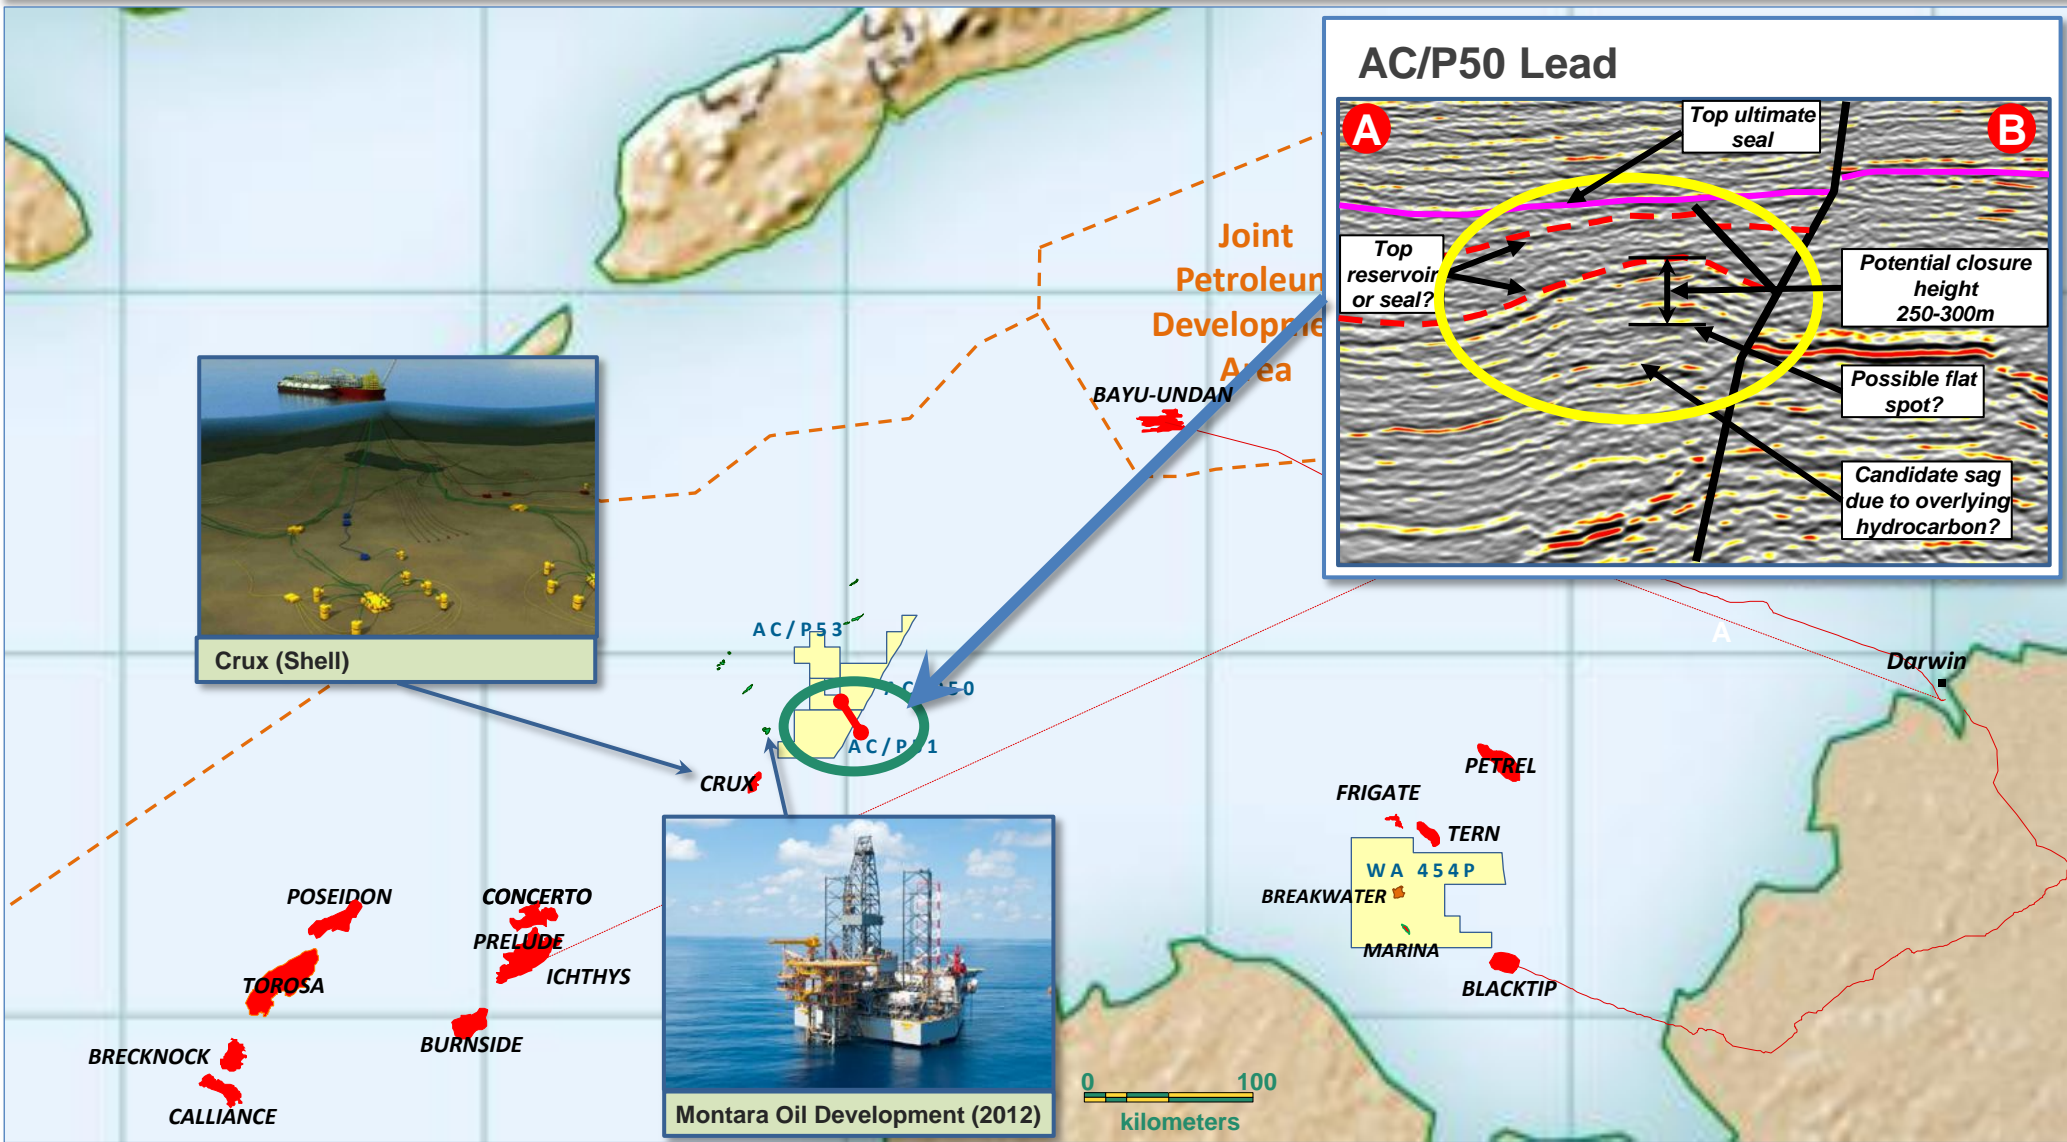 AC/P50 Lead
A
B
Top ultimate
seal
Top
reservoir
or seal?
Potential closure
height
250-300m
Possible flat
spot?
Candidate sag
due to overlying
hydrocarbon?
Joint
Petroleum
Developme
Area
BAYU-UNDAN
Crux (Shell)
AC/P53
AC/P50
AC/P51
A
Darwin
CRUX
PETREL
FRIGATE
TERN
WA 454P
BREAKWATER
MARINA
BLACKTIP
POSEIDON
CONCERTO
PRELUDE
ICHTHYS
TOROSA
BURNSIDE
BRECKNOCK
CALLIANCE
Montara Oil Development (2012)
0 100
kilometers